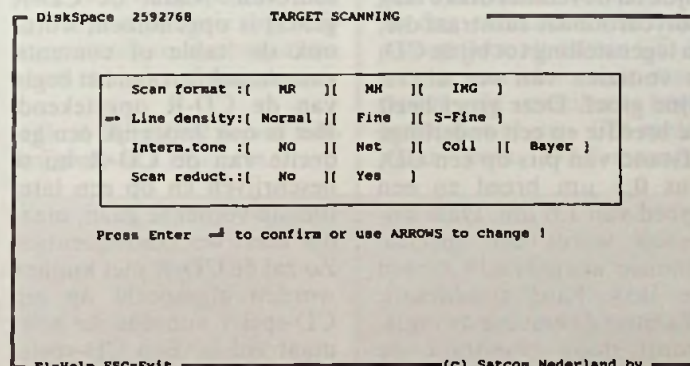 DiskSpace 2592768 TARGET SCANNING
Scan format :[ MR ][ MH ][ IMG ]
Line density:[ Normal ][ Fine ][ S-Fine ]
Interm.tone :[ NO ][ Net ][ Coil ][ Bayer ]
Scan reduct.:[ No ][ Yes ]
Press Enter ┘ to confirm or use ARROWS to change !
F1=Help ESC=Exit (C) Satcom Nederland bv